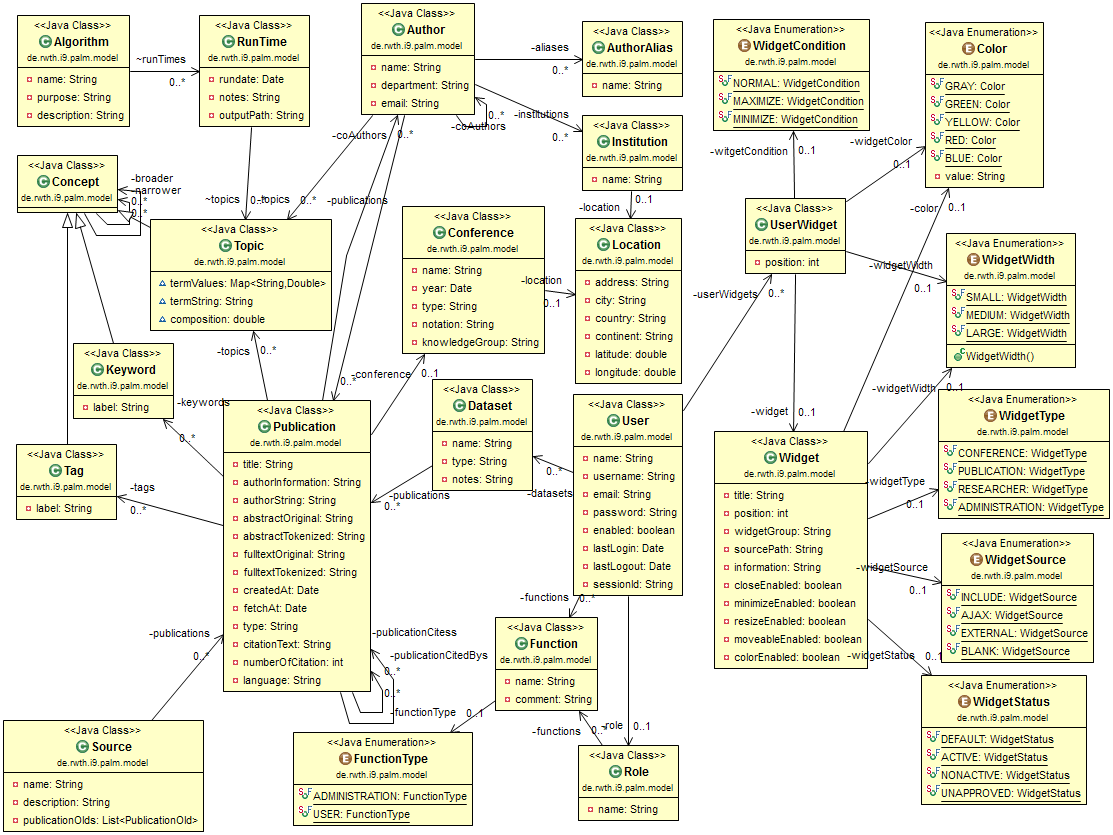 <<Java Class>>
Algorithm
de.rwth.i9.palm.model
name: String
purpose: String
description: String
~runTimes
0..*
<<Java Class>>
RunTime
de.rwth.i9.palm.model
rundate: Date
notes: String
outputPath: String
~topics
0..*
<<Java Class>>
Author
de.rwth.i9.palm.model
name: String
department: String
email: String
-coAuthors
0..*
-coAuthors
0..*
-topics
0..*
-publications
0..*
-aliases
0..*
<<Java Class>>
AuthorAlias
de.rwth.i9.palm.model
name: String
-institutions
0..*
<<Java Class>>
Institution
de.rwth.i9.palm.model
name: String
-location
0..1
<<Java Class>>
Location
de.rwth.i9.palm.model
address: String
city: String
country: String
continent: String
latitude: double
longitude: double
<<Java Enumeration>>
WidgetCondition
de.rwth.i9.palm.model
NORMAL: WidgetCondition
MAXIMIZE: WidgetCondition
MINIMIZE: WidgetCondition
-witgetCondition
0..1
<<Java Enumeration>>
Color
de.rwth.i9.palm.model
GRAY: Color
GREEN: Color
YELLOW: Color
RED: Color
BLUE: Color
value: String
-widgetColor
0..1
-color
0..1
<<Java Class>>
Concept
de.rwth.i9.palm.model
-broader
-narrower
0..*
0..*
<<Java Class>>
Topic
de.rwth.i9.palm.model
termValues: Map<String,Double>
termString: String
composition: double
-topics
0..*
<<Java Class>>
Conference
de.rwth.i9.palm.model
name: String
year: Date
type: String
notation: String
knowledgeGroup: String
-location
0..1
-conference
0..1
<<Java Class>>
UserWidget
de.rwth.i9.palm.model
position: int
-widgetWidth
0..1
-userWidgets
0..*
-widget
0..1
<<Java Enumeration>>
WidgetWidth
de.rwth.i9.palm.model
SMALL: WidgetWidth
MEDIUM: WidgetWidth
LARGE: WidgetWidth
WidgetWidth()
-widgetWidth
0..1
<<Java Class>>
Keyword
de.rwth.i9.palm.model
label: String
-keywords
0..*
<<Java Class>>
Tag
de.rwth.i9.palm.model
label: String
-tags
0..*
<<Java Class>>
Publication
de.rwth.i9.palm.model
title: String
authorInformation: String
authorString: String
abstractOriginal: String
abstractTokenized: String
fulltextOriginal: String
fulltextTokenized: String
createdAt: Date
fetchAt: Date
type: String
citationText: String
numberOfCitation: int
language: String
-publicationCitess
0..*
-publicationCitedBys
0..*
<<Java Class>>
Dataset
de.rwth.i9.palm.model
name: String
type: String
notes: String
-publications
0..*
-datasets
0..*
<<Java Class>>
User
de.rwth.i9.palm.model
name: String
username: String
email: String
password: String
enabled: boolean
lastLogin: Date
lastLogout: Date
sessionId: String
-functions
0..*
-role
0..1
<<Java Class>>
Widget
de.rwth.i9.palm.model
title: String
position: int
widgetGroup: String
sourcePath: String
information: String
closeEnabled: boolean
minimizeEnabled: boolean
resizeEnabled: boolean
moveableEnabled: boolean
colorEnabled: boolean
-widgetType
0..1
-widgetSource
0..1
-widgetStatus
0..1
<<Java Enumeration>>
WidgetType
de.rwth.i9.palm.model
CONFERENCE: WidgetType
PUBLICATION: WidgetType
RESEARCHER: WidgetType
ADMINISTRATION: WidgetType
<<Java Enumeration>>
WidgetSource
de.rwth.i9.palm.model
INCLUDE: WidgetSource
AJAX: WidgetSource
EXTERNAL: WidgetSource
BLANK: WidgetSource
<<Java Enumeration>>
WidgetStatus
de.rwth.i9.palm.model
DEFAULT: WidgetStatus
ACTIVE: WidgetStatus
NONACTIVE: WidgetStatus
UNAPPROVED: WidgetStatus
<<Java Class>>
Function
de.rwth.i9.palm.model
name: String
comment: String
-functionType
0..1
-functions
0..*
<<Java Class>>
Source
de.rwth.i9.palm.model
name: String
description: String
publicationOlds: List<PublicationOld>
-publications
0..*
<<Java Enumeration>>
FunctionType
de.rwth.i9.palm.model
ADMINISTRATION: FunctionType
USER: FunctionType
<<Java Class>>
Role
de.rwth.i9.palm.model
name: String